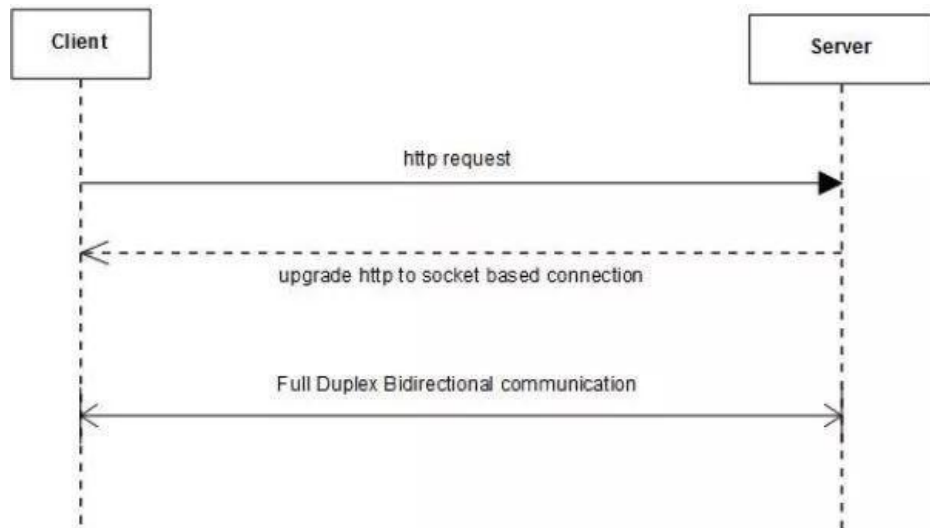 Client
Server
http request
upgrade http to socket based connection
Full Duplex Bidirectional communication